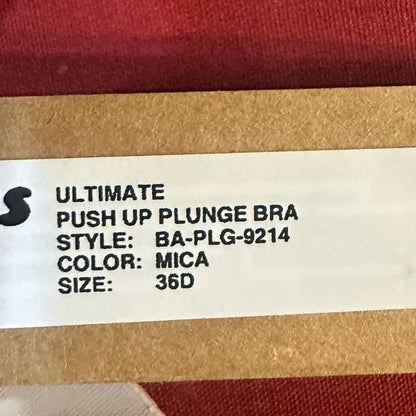 S
ULTIMATE
PUSH UP PLUNGE BRA
STYLE: BA-PLG-9214
COLOR: MICA
SIZE: 36D